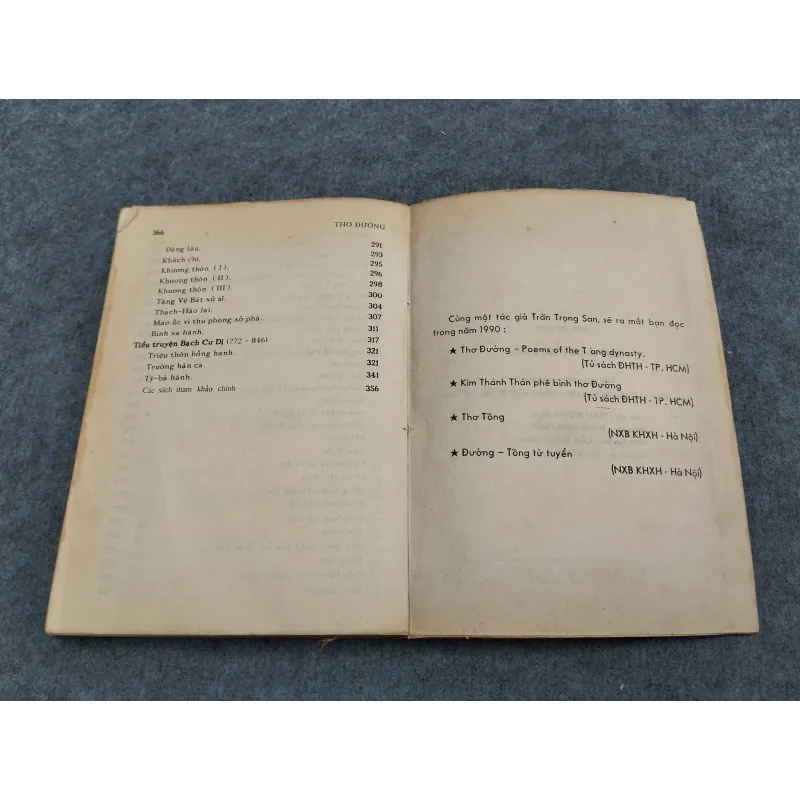 366
THƠ ĐƯỜNG
Đăng lâu. 291
Khách chí. 293
Khương thôn (I). 295
Khương thôn (II). 296
Khương thôn (III). 298
Tặng Vệ Bát xử sĩ. 300
Thạch-Hào lại. 304
Mao ốc vi thu phong sở phá. 307
Binh xa hành. 311
Tiểu truyện Bạch Cư Dị (772 - 846) 317
Triệu thôn hồng hạnh. 321
Trường hận ca. 321
Tỳ-bà hành. 341
Các sách tham khảo chính 356
Cùng một tác giả Trần Trọng San, sẽ ra mắt bạn đọc
trong năm 1990 :
★ Thơ Đường – Poems of the T'ang dynasty.
(Tủ sách ĐHTH - TP. HCM)
★ Kim Thánh Thán phê bình thơ Đường
(Tủ sách ĐHTH - TP. HCM)
★ Thơ Tống
(NXB KHXH - Hà Nội)
★ Đường – Tống từ tuyển
(NXB KHXH - Hà Nội)